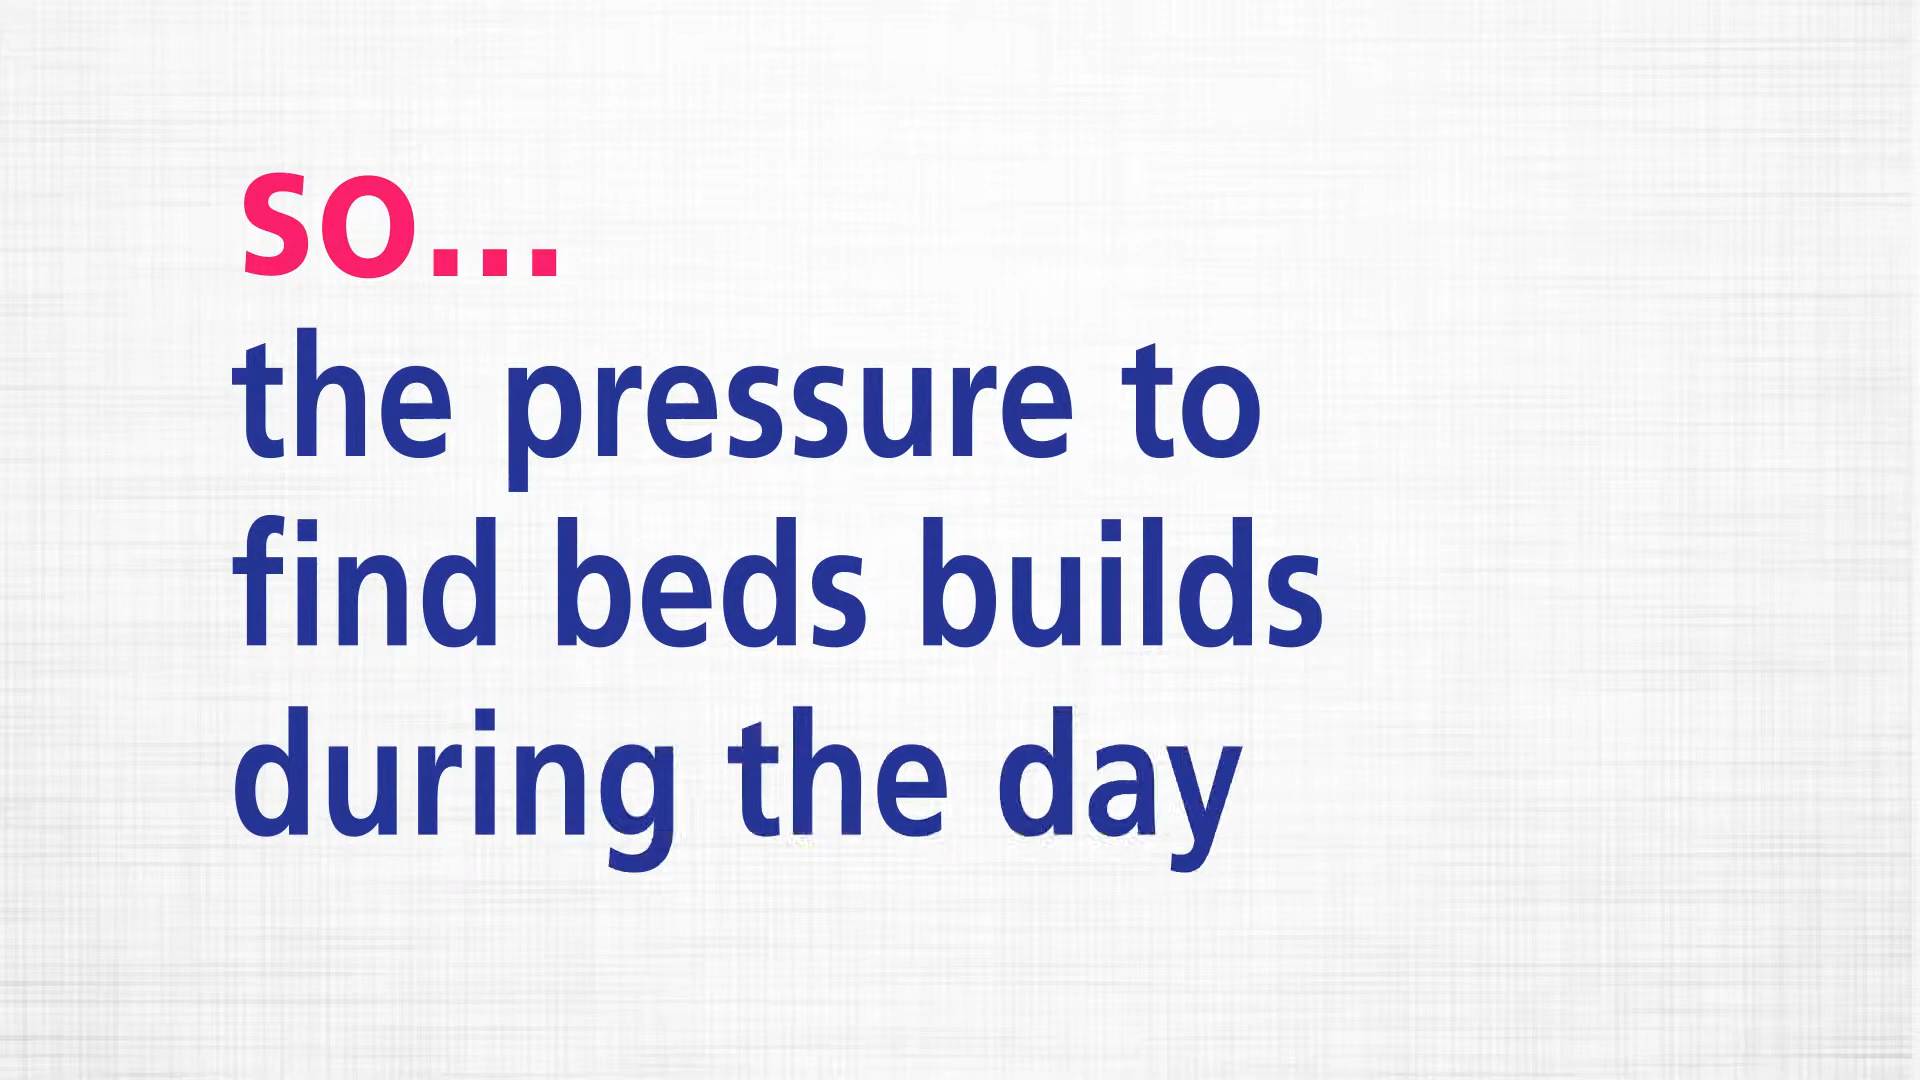 so...
the pressure to
find beds builds
during the day